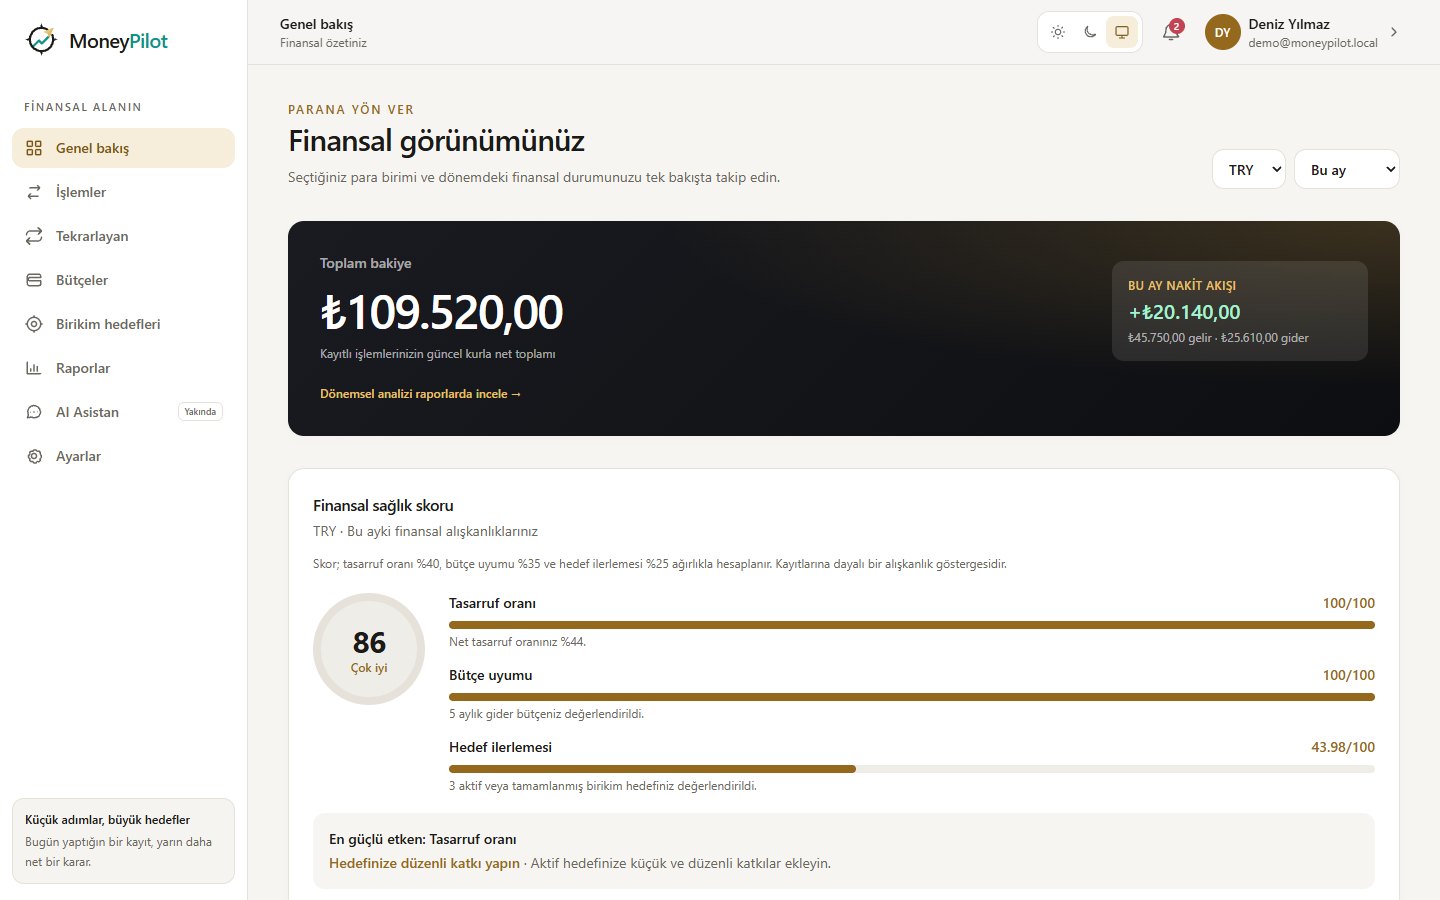 MoneyPilot
FİNANSAL ALANIN
Genel bakış
İşlemler
Tekrarlayan
Bütçeler
Birikim hedefleri
Raporlar
AI Asistan
Yakında
Ayarlar
Küçük adımlar, büyük hedefler
Bugün yaptığın bir kayıt, yarın daha
net bir karar.
Genel bakış
Finansal özetiniz
2
DY
Deniz Yılmaz
demo@moneypilot.local
PARANA YÖN VER
Finansal görünümünüz
Seçtiğiniz para birimi ve dönemdeki finansal durumunuzu tek bakışta takip edin.
TRY
Bu ay
Toplam bakiye
₺109.520,00
Kayıtlı işlemlerinizin güncel kurla net toplamı
Dönemsel analizi raporlarda incele →
BU AY NAKİT AKIŞI
+₺20.140,00
₺45.750,00 gelir · ₺25.610,00 gider
Finansal sağlık skoru
TRY · Bu ayki finansal alışkanlıklarınız
Skor; tasarruf oranı %40, bütçe uyumu %35 ve hedef ilerlemesi %25 ağırlıkla hesaplanır. Kayıtlarına dayalı bir alışkanlık göstergesidir.
86
Çok iyi
Tasarruf oranı
100/100
Net tasarruf oranınız %44.
Bütçe uyumu
100/100
5 aylık gider bütçeniz değerlendirildi.
Hedef ilerlemesi
43.98/100
3 aktif veya tamamlanmış birikim hedefiniz değerlendirildi.
En güçlü etken: Tasarruf oranı
Hedefinize düzenli katkı yapın · Aktif hedefinize küçük ve düzenli katkılar ekleyin.